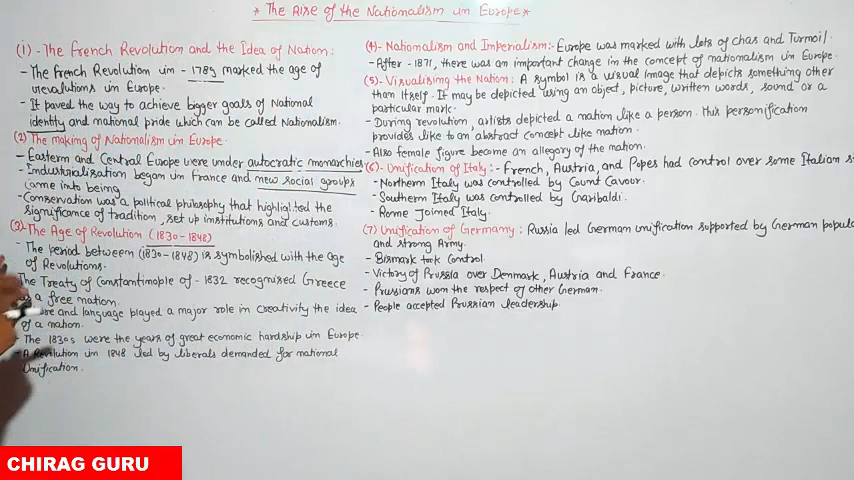 * The Rise of the Nationalism in Europe *
(1) - The French Revolution and the Idea of Nation :
- The French Revolution in - 1789 marked the age of
revolutions in Europe.
- It paved the way to achieve bigger goals of National
identity and national pride which can be called Nationalism.
(2) The Making of Nationalism in Europe
- Eastern and Central Europe were under autocratic monarchies
- Industrialisation began in France and new social groups
came into being
- Conservation was a political philosophy that highlighted the
significance of tradition, set up institutions and customs.
(3) The Age of Revolution (1830-1848)
- The period between (1830-1848) is symbolished with the age
of Revolutions.
The Treaty of Constantinople of - 1832 recognised Greece
a free nation.
and language played a major role in creativity the idea
of a nation.
- The 1830s were the years of great economic hardship in Europe
- A Revolution in 1848 led by liberals demanded for national
Unification.
(4) - Nationalism and Imperialism :- Europe was marked with lots of chas and Turmoil.
- After - 1871, there was an important change in the concept of nationalism in Europe.
(5) - Visualising the Nation : A symbol is a visual image that depicts something other
than Itself. It may be depicted using an object, picture, written words, sound or a
particular mark.
- During revolution, artists depicted a nation like a person. This personification
provides like to an abstract concept like nation.
- Also female figure become an allegory of the nation.
(6) - Unification of Italy :- French, Austria, and Popes had control over some Italian s
- Northern Italy was controlled by Count Cavour.
- Southern Italy was controlled by Garibaldi.
- Rome Joined Italy.
(7) - Unification of Germany : Russia led German unification supported by German popula
and strong Army.
- Bismark took Control.
- Victory of Prussia over Denmark, Austria and France.
- Prussians won the respect of other German.
- People accepted Prussian leadership.
CHIRAG GURU